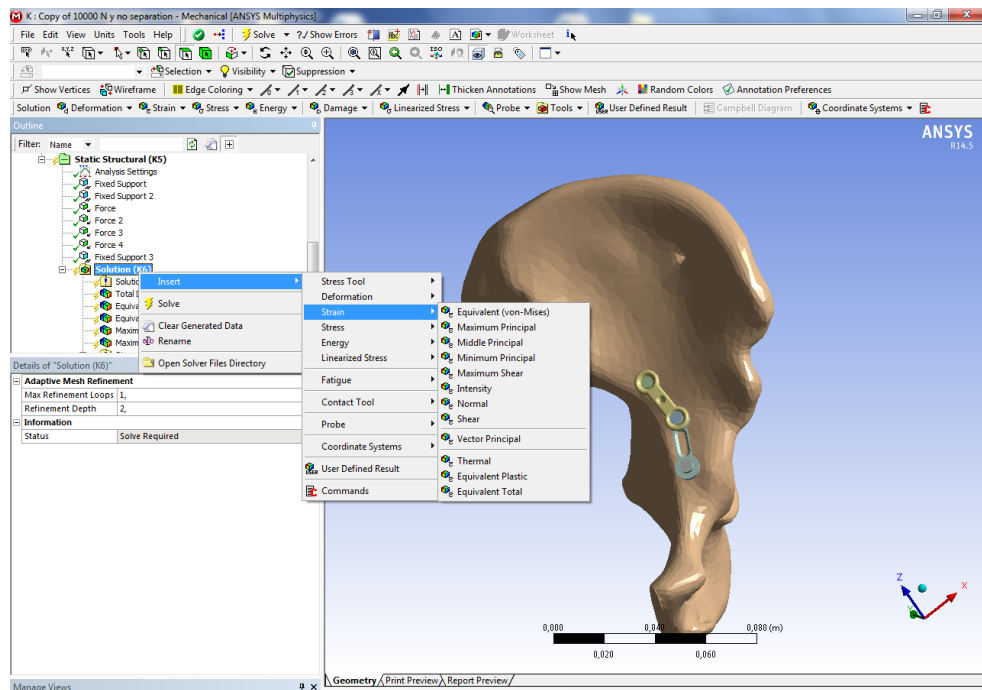 K : Copy of 10000 N y no separation - Mechanical [ANSYS Multiphysics]
File Edit View Units Tools Help Solve ?/ Show Errors Worksheet
Selection Visibility Suppression
Show Vertices Wireframe Edge Coloring Thicken Annotations Show Mesh Random Colors Annotation Preferences
Solution Deformation Strain Stress Energy Damage Linearized Stress Probe Tools User Defined Result Campbell Diagram Coordinate Systems
Outline
Filter: Name
Static Structural (K5)
Analysis Settings
Fixed Support
Fixed Support 2
Force
Force 2
Force 3
Force 4
Fixed Support 3
Solution (K6)
Solutio
Total D
Equiva
Equiva
Maxim
Maxim
Insert
Solve
Clear Generated Data
Rename
Open Solver Files Directory
Stress Tool
Deformation
Strain
Stress
Energy
Linearized Stress
Fatigue
Contact Tool
Probe
Coordinate Systems
User Defined Result
Commands
Equivalent (von-Mises)
Maximum Principal
Middle Principal
Minimum Principal
Maximum Shear
Intensity
Normal
Shear
Vector Principal
Thermal
Equivalent Plastic
Equivalent Total
Details of "Solution (K6)"
Adaptive Mesh Refinement
Max Refinement Loops 1,
Refinement Depth 2,
Information
Status Solve Required
Manage Views
ANSYS
R14.5
Z
X
0,000 0,040 0,080 (m)
0,020 0,060
Geometry Print Preview Report Preview